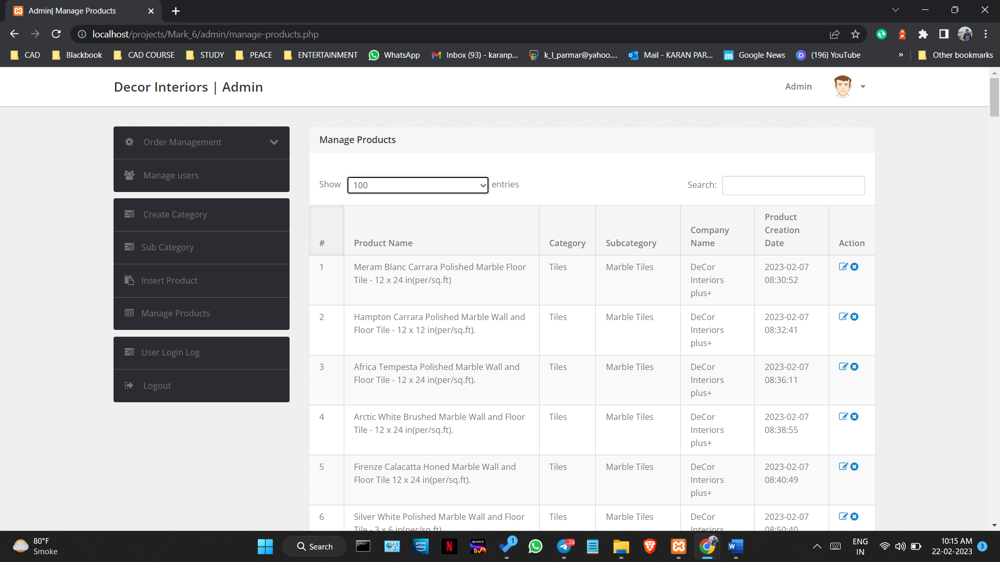 Admin| Manage Products
localhost/projects/Mark_6/admin/manage-products.php
CAD Blackbook CAD COURSE STUDY PEACE ENTERTAINMENT WhatsApp Inbox (93) - karanp... k_l_parmar@yahoo.... Mail - KARAN PAR... Google News (196) YouTube » Other bookmarks
Decor Interiors | Admin
Admin
Order Management
Manage users
Create Category
Sub Category
Insert Product
Manage Products
User Login Log
Logout
Manage Products
Show 100 entries
Search:
# Product Name Category Subcategory Company Name Product Creation Date Action
1 Meram Blanc Carrara Polished Marble Floor Tiles Marble Tiles DeCor 2023-02-07
Tile - 12 x 24 in(per/sq.ft) Interiors 08:30:52
plus+
2 Hampton Carrara Polished Marble Wall and Tiles Marble Tiles DeCor 2023-02-07
Floor Tile - 12 x 12 in(per/sq.ft). Interiors 08:32:41
plus+
3 Africa Tempesta Polished Marble Wall and Tiles Marble Tiles DeCor 2023-02-07
Floor Tile - 12 x 24 in(per/sq.ft). Interiors 08:36:11
plus+
4 Arctic White Brushed Marble Wall and Floor Tiles Marble Tiles DeCor 2023-02-07
Tile - 12 x 24 in(per/sq.ft). Interiors 08:38:55
plus+
5 Firenze Calacatta Honed Marble Wall and Tiles Marble Tiles DeCor 2023-02-07
Floor Tile 12 x 24 in(per/sq.ft). Interiors 08:40:49
plus+
6 Silver White Polished Marble Wall and Floor Tiles Marble Tiles DeCor 2023-02-07
Tile - 3 x 6 in(per/sq.ft) Interiors 08:50:40
80°F
Smoke
Search
prime video
N
SONY liv
1
24
W
ENG
IN
10:15 AM
22-02-2023
3